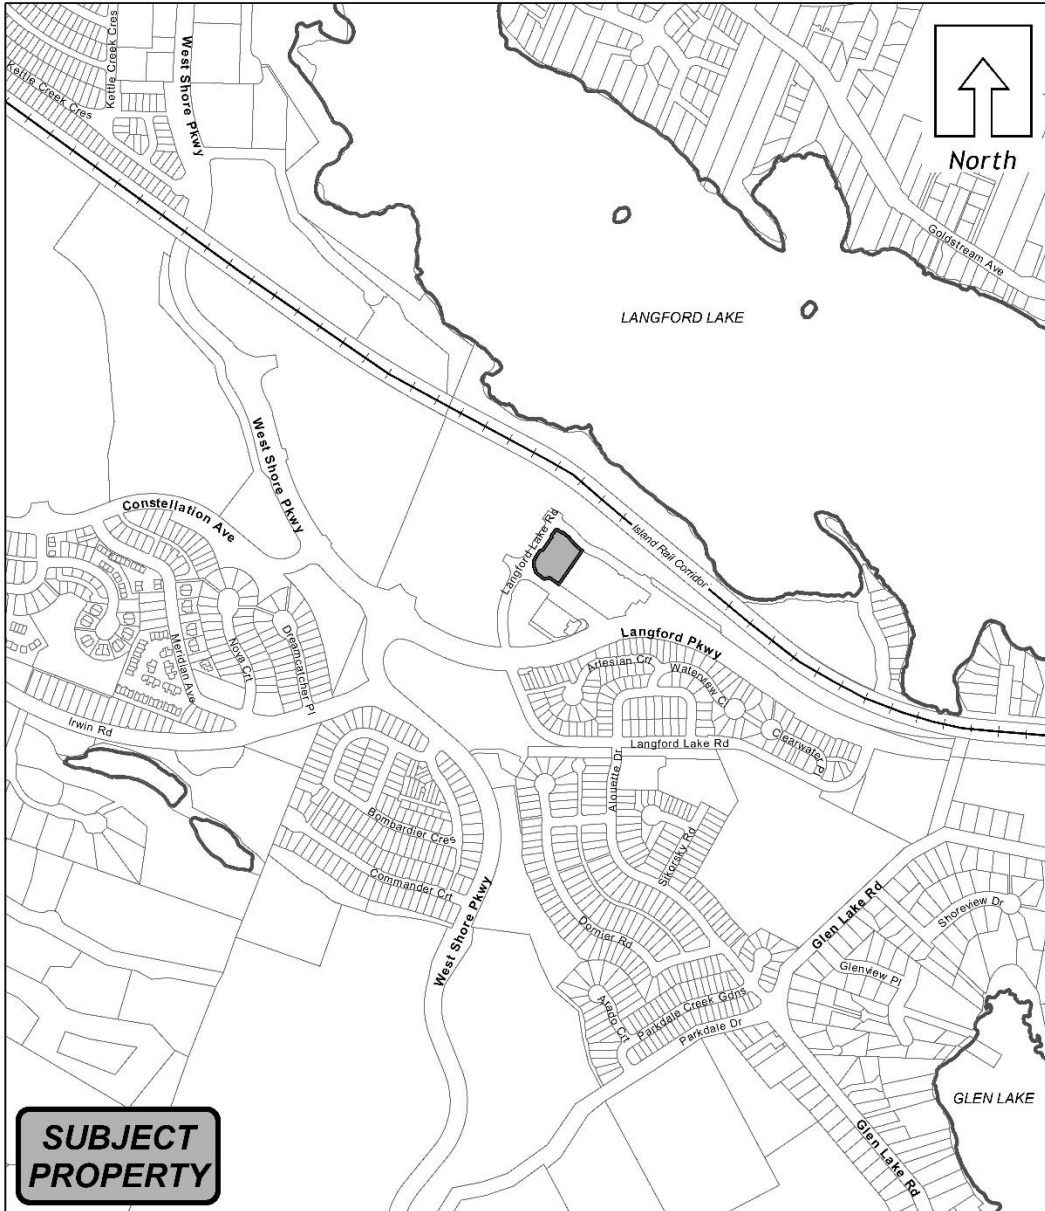 Kettle Creek Cres
West Shore Pkwy
Kettle Creek Cres
North
Goldstream Ave
LANGFORD LAKE
West Shore Pkwy
Constellation Ave
Langford Lake Rd
Island Rail Corridor
Langford Pkwy
Artesian Crt
Waterview Cl
Clearwater Pl
Meridian Ave
Nova Crt
Dreamcatcher Pl
Irwin Rd
Langford Lake Rd
Alouette Dr
Bombardier Cres
Commander Crt
Sikorsky Rd
West Shore Pkwy
Dornier Rd
Glen Lake Rd
Shoreview Dr
Glenview Pl
Arado Crt
Parkdale Creek Gdns
Parkdale Dr
GLEN LAKE
Glen Lake Rd
SUBJECT
PROPERTY